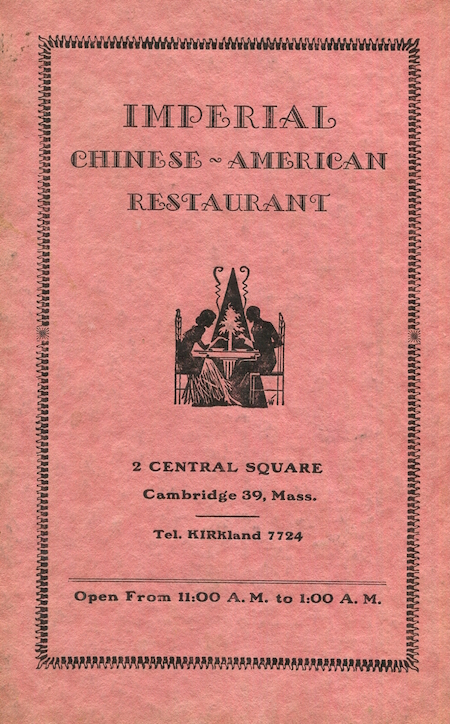 IMPERIAL
CHINESE ~ AMERICAN
RESTAURANT
2 CENTRAL SQUARE
Cambridge 39, Mass.
Tel. KIRKland 7724
Open From 11:00 A. M. to 1:00 A. M.